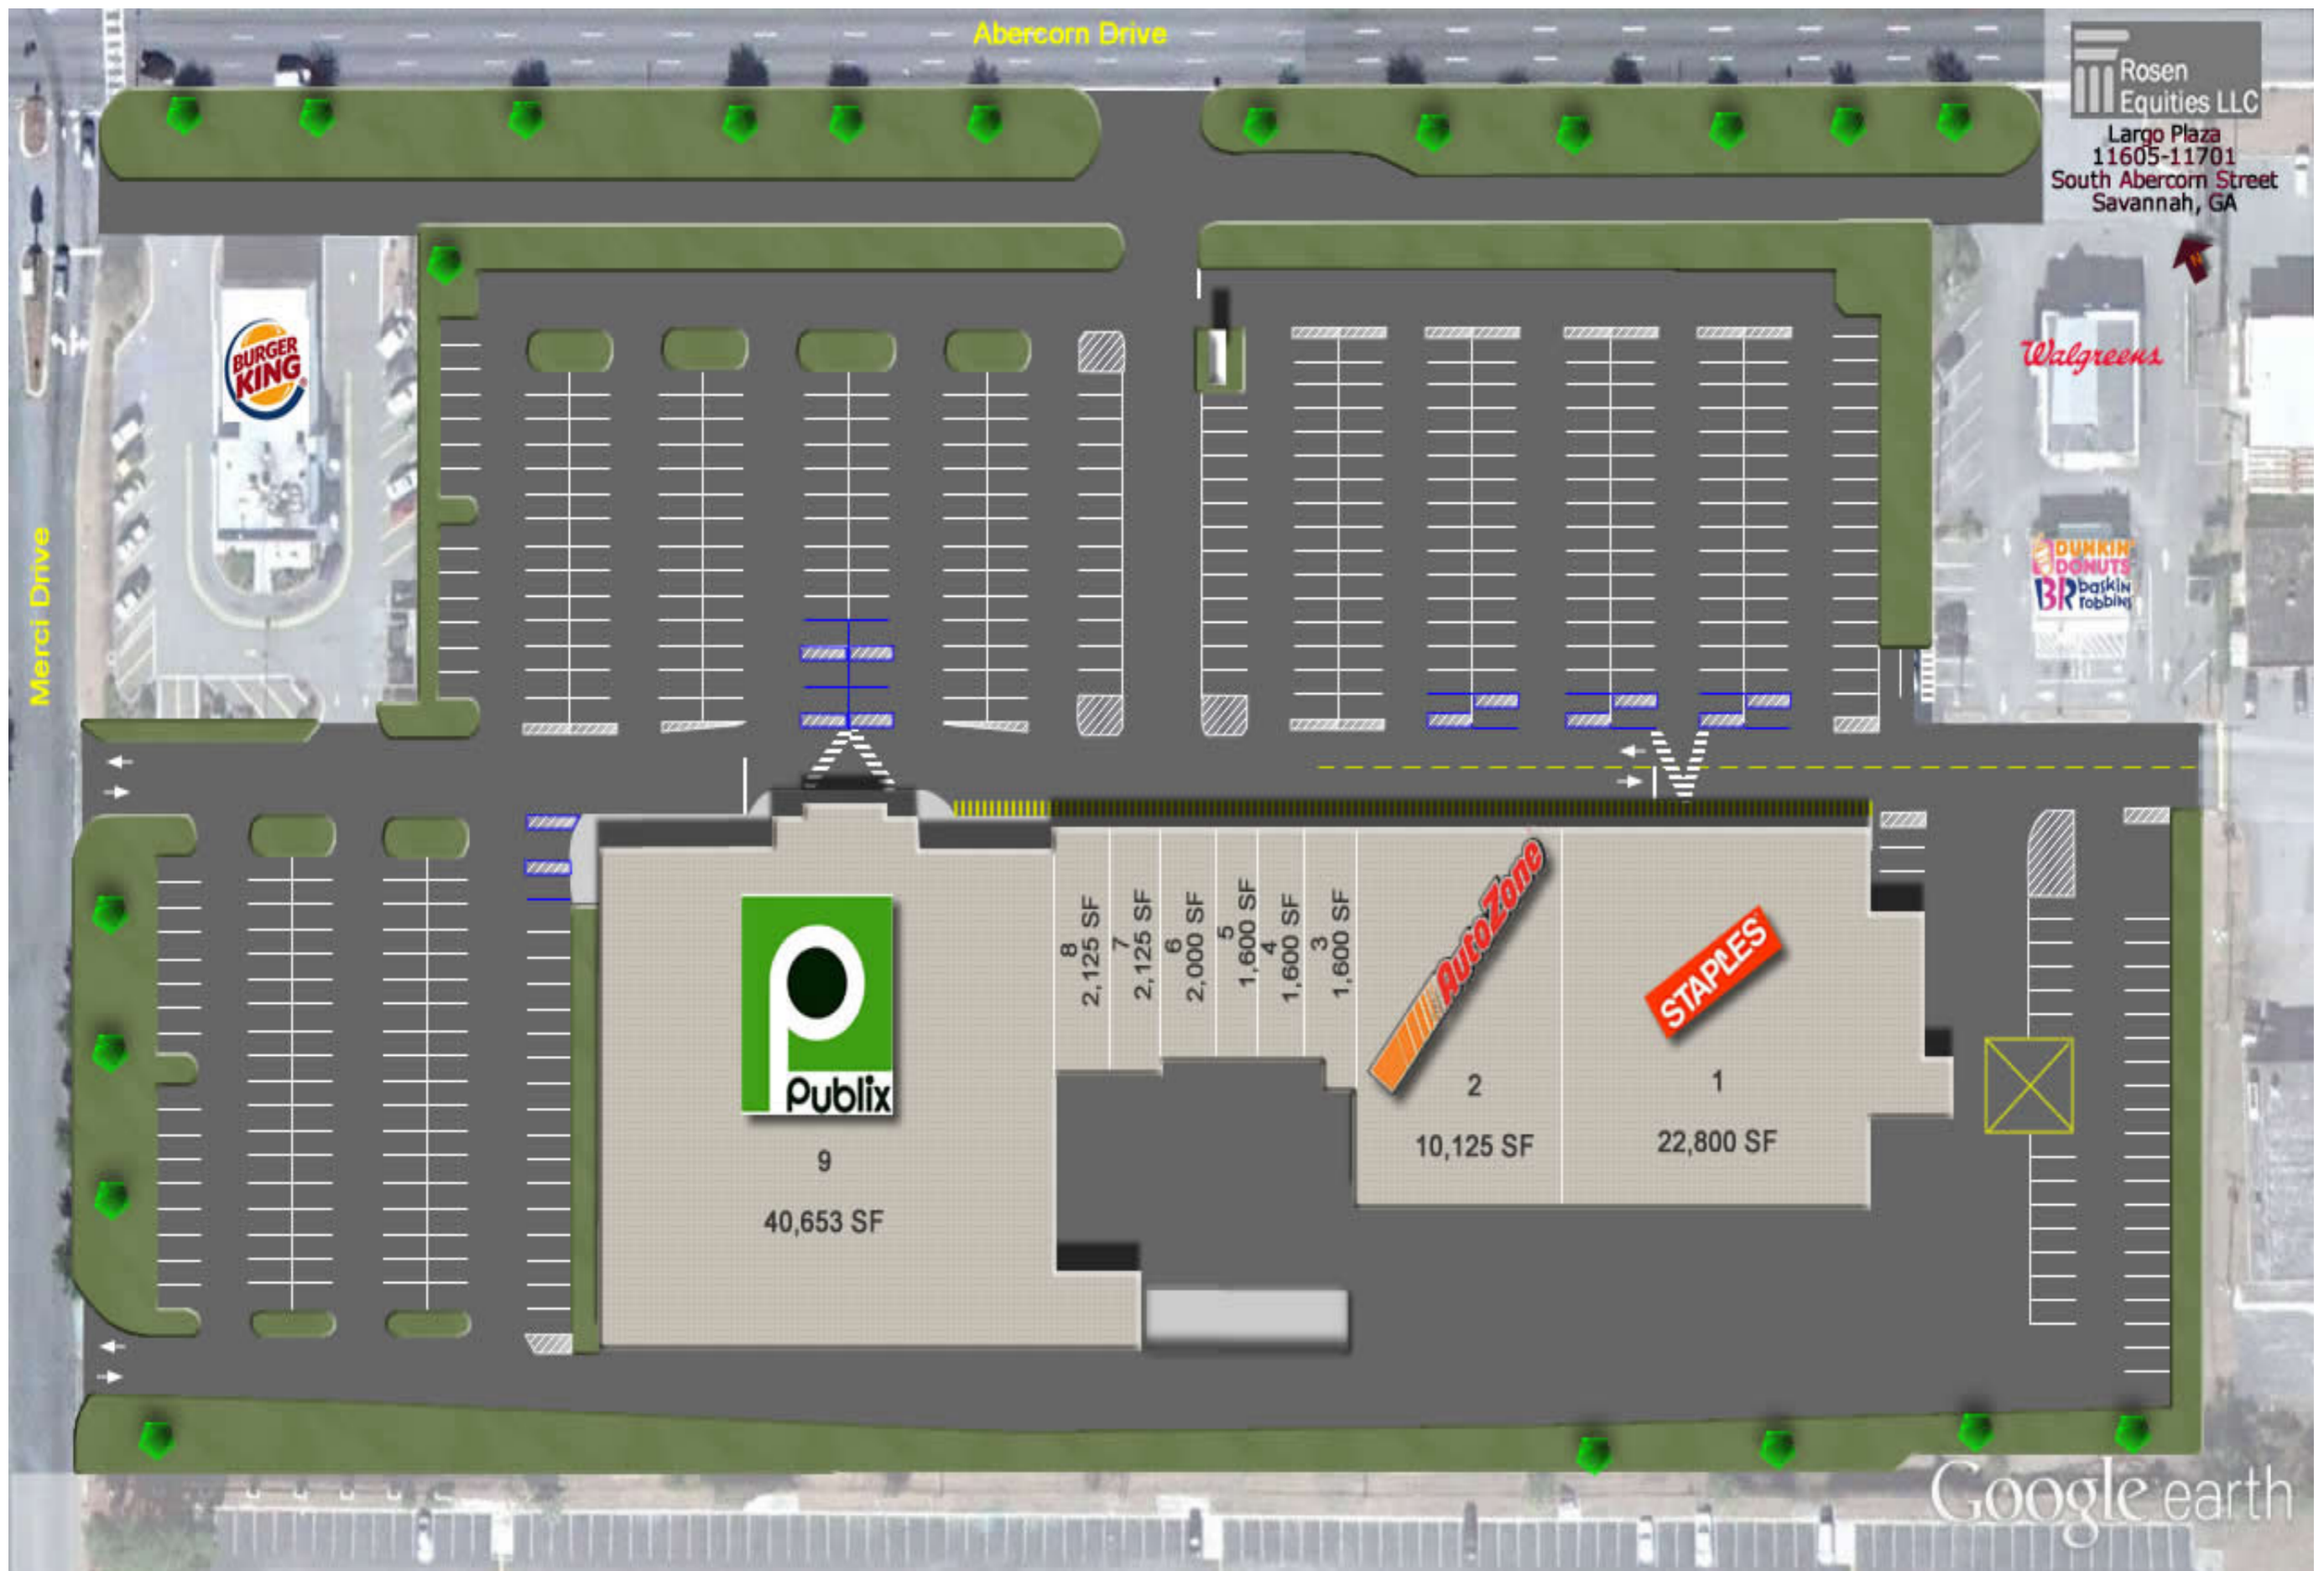 Abercorn Drive
Rosen
Equities LLC
Largo Plaza
11605-11701
South Abercorn Street
Savannah, GA
N
BURGER
KING
®
Walgreens
DUNKIN'
DONUTS
BR baskin
robbins
Merci Drive
Publix
9
40,653 SF
8
2,125 SF
7
2,125 SF
6
2,000 SF
5
1,600 SF
4
1,600 SF
3
1,600 SF
AutoZone
2
10,125 SF
STAPLES
1
22,800 SF
Google earth